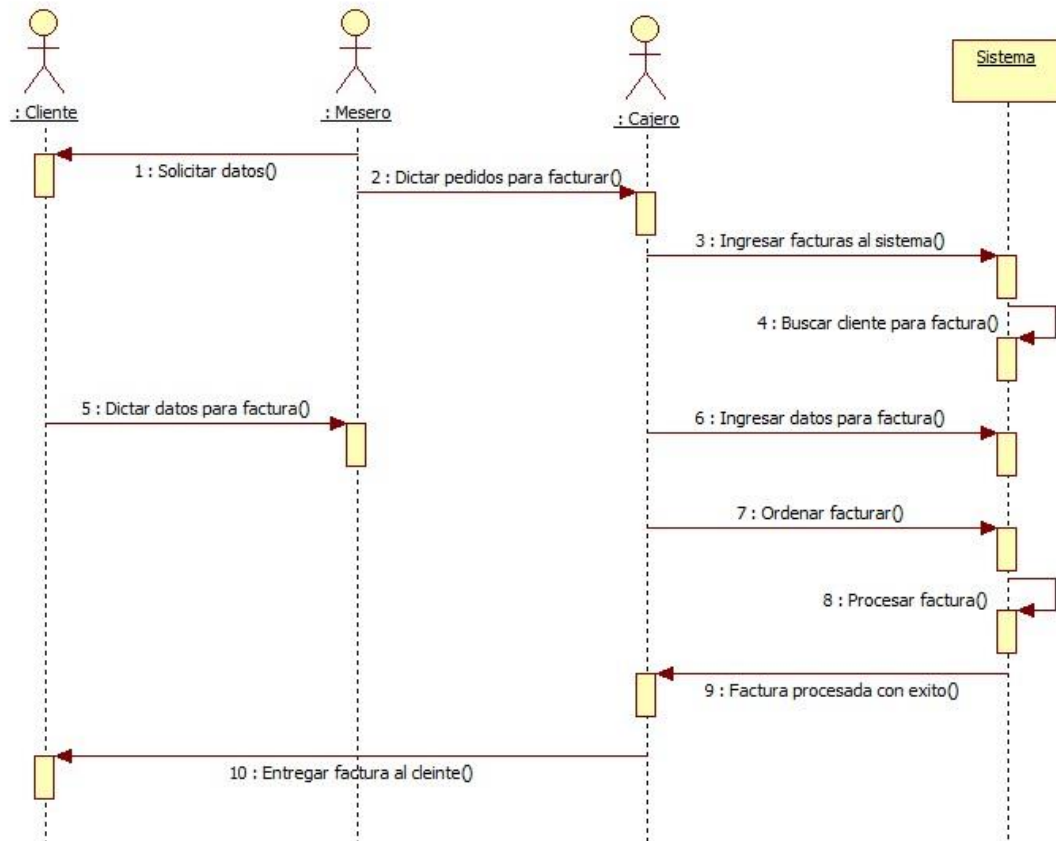 : Cliente
: Mesero
: Cajero
Sistema
1 : Solicitar datos()
2 : Dictar pedidos para facturar()
3 : Ingresar facturas al sistema()
4 : Buscar cliente para factura()
5 : Dictar datos para factura()
6 : Ingresar datos para factura()
7 : Ordenar facturar()
8 : Procesar factura()
9 : Factura procesada con exito()
10 : Entregar factura al cleinte()